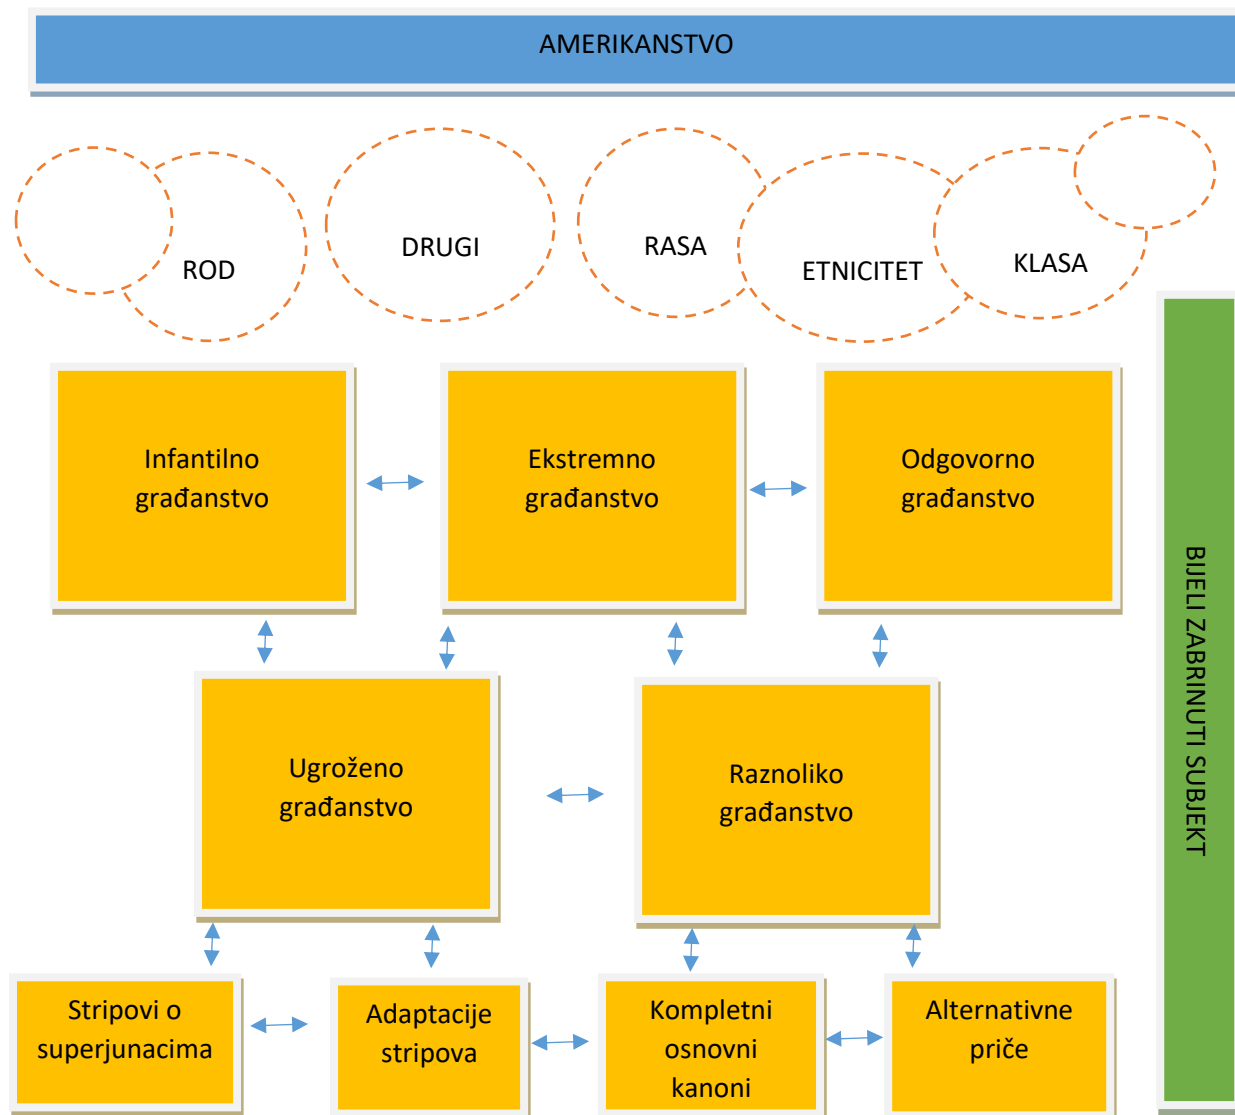 AMERIKANSTVO
ROD
DRUGI
RASA
ETNICITET
KLASA
Infantilno
građanstvo
Ekstremno
građanstvo
Odgovorno
građanstvo
BIJELI ZABRINUTI SUBJEKT
Ugroženo
građanstvo
Raznoliko
građanstvo
Stripovi o
superjunacima
Adaptacije
stripova
Kompletni
osnovni
kanoni
Alternativne
priče